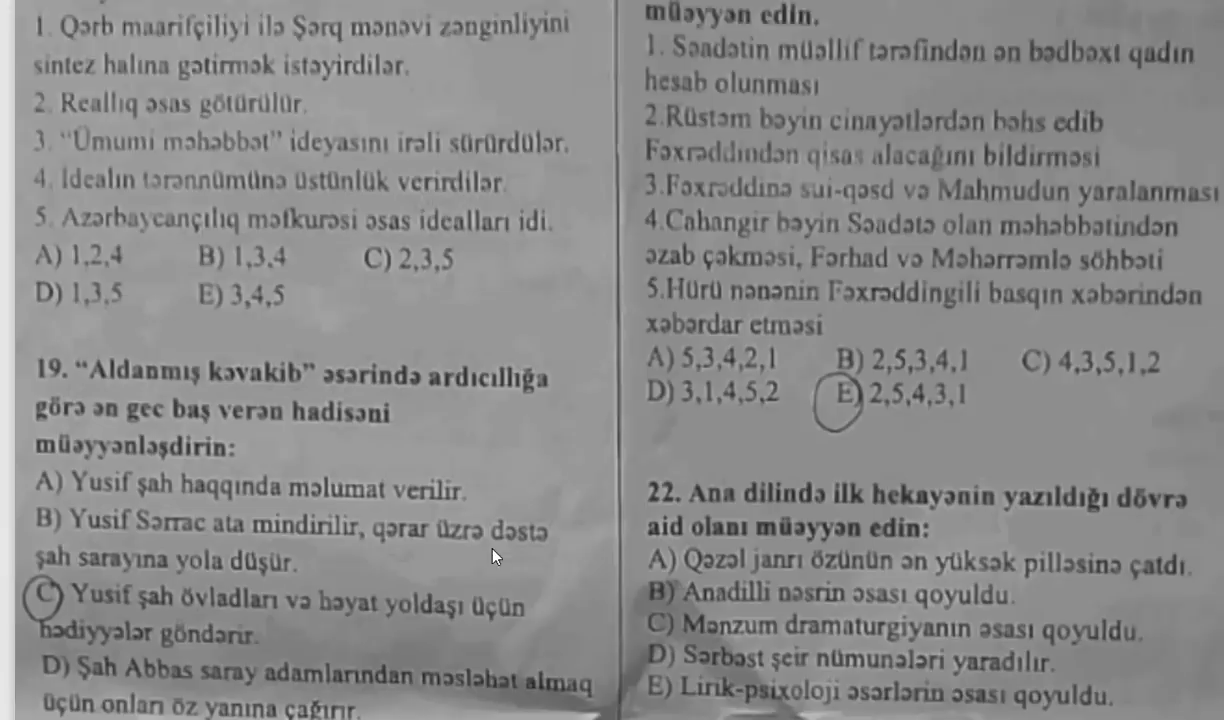 1. Qərb maarifçiliyi ilə Şərq mənəvi zənginliyini
sintez halına gətirmək istəyirdilər.
2. Reallıq əsas götürülür.
3. “Ümumi məhəbbət” ideyasını irəli sürürdülər.
4. İdealın tərənnümünə üstünlük verirdilər.
5. Azərbaycançılıq məfkurəsi əsas idealları idi.
A) 1,2,4 B) 1,3,4 C) 2,3,5
D) 1,3,5 E) 3,4,5
19. “Aldanmış kəvakib” əsərində ardıcıllığa
görə ən gec baş verən hadisəni
müəyyənləşdirin:
A) Yusif şah haqqında məlumat verilir.
B) Yusif Sərrac ata mindirilir, qərar üzrə dəstə
şah sarayına yola düşür.
C) Yusif şah övladları və həyat yoldaşı üçün
hədiyyələr göndərir.
D) Şah Abbas saray adamlarından məsləhət almaq
üçün onları öz yanına çağırır.
müəyyən edin.
1. Səadətin müəllif tərəfindən ən bədbəxt qadın
hesab olunması
2.Rüstəm bəyin cinayətlərdən bəhs edib
Fəxrəddindən qisas alacağını bildirməsi
3.Fəxrəddinə sui-qəsd və Mahmudun yaralanması
4.Cahangir bəyin Səadətə olan məhəbbətindən
əzab çəkməsi, Fərhad və Məhərrəmlə söhbəti
5.Hürü nənənin Fəxrəddingili basqın xəbərindən
xəbərdar etməsi
A) 5,3,4,2,1 B) 2,5,3,4,1 C) 4,3,5,1,2
D) 3,1,4,5,2 E) 2,5,4,3,1
22. Ana dilində ilk hekayənin yazıldığı dövrə
aid olanı müəyyən edin:
A) Qəzəl janrı özünün ən yüksək pilləsinə çatdı.
B) Anadilli nəsrin əsası qoyuldu.
C) Mənzum dramaturgiyanın əsası qoyuldu.
D) Sərbəst şeir nümunələri yaradılır.
E) Lirik-psixoloji əsərlərin əsası qoyuldu.